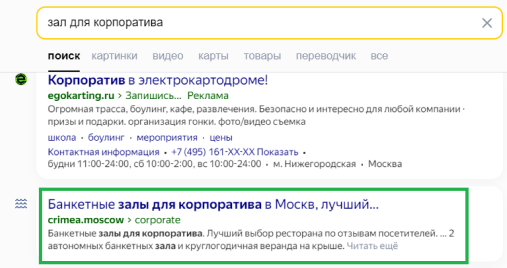 зал для корпоратива
поиск картинки видео карты товары переводчик все
Корпоратив в электокартодроме!
egokarting.ru › Запишись... Реклама
Огромная трасса, боулинг, кафе, развлечения. Безопасно и интересно для любой компании ·
призы и подарки. организация гонки. фото/видео съемка
школа · боулинг · мероприятия · цены
Контактная информация · +7 (495) 161-XX-XX Показать ·
будни 11:00-24:00, сб 10:00-2:00, вс 10:00-24:00 · м. Нижегородская · Москва
Банкетные залы для корпоратива в Москв, лучший...
crimea.moscow › corporate
Банкетные залы для корпоратива. Лучший выбор ресторана по отзывам посетителей. ... 2
автономных банкетных зала и круглогодичная веранда на крыше. Читать ещё